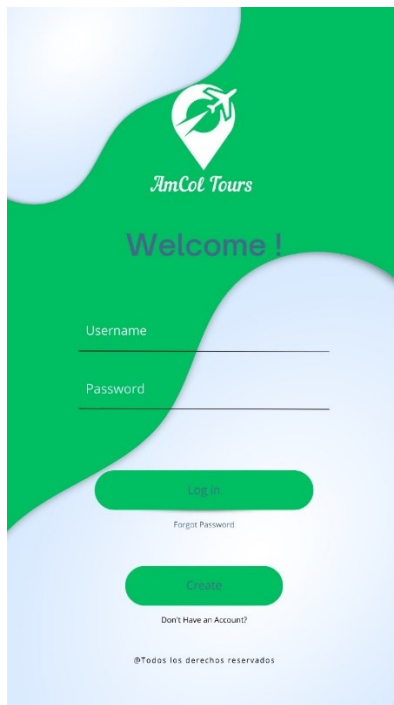 AmCol Tours
Welcome !
Username
Password
Log in
Forgot Password
Create
Don't Have an Account?
@Todos los derechos reservados